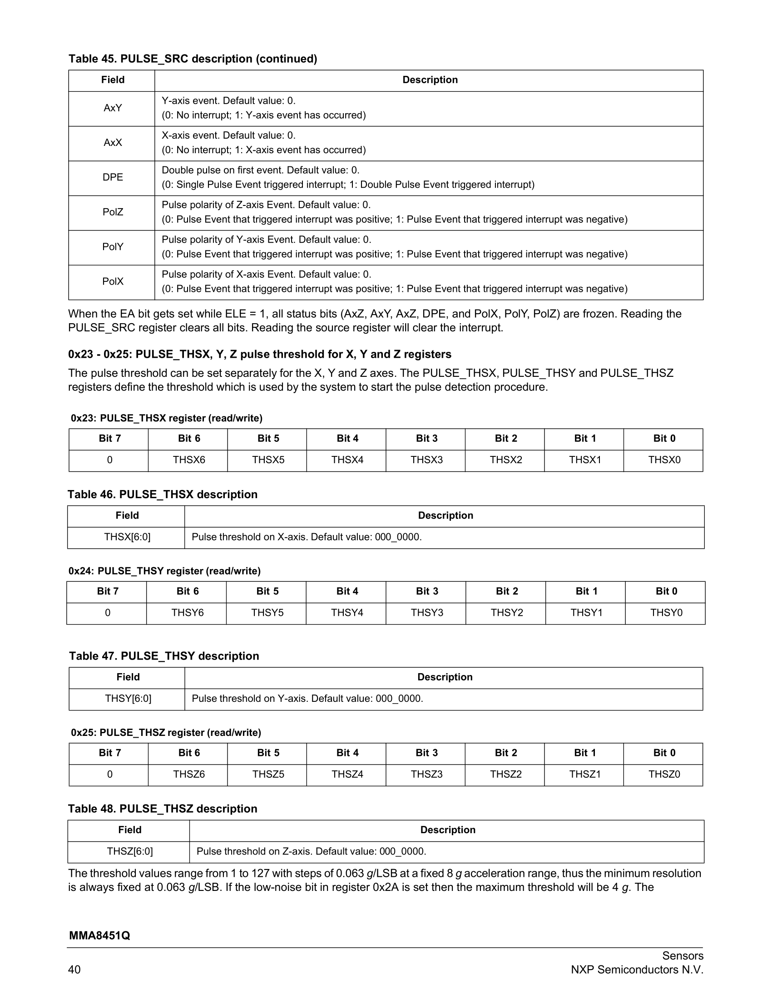 Table 45. PULSE_SRC description (continued)
Field Description
AxY
Y-axis event. Default value: 0.
(0: No interrupt; 1: Y-axis event has occurred)
AxX
X-axis event. Default value: 0.
(0: No interrupt; 1: X-axis event has occurred)
DPE
Double pulse on first event. Default value: 0.
(0: Single Pulse Event triggered interrupt; 1: Double Pulse Event triggered interrupt)
PolZ
Pulse polarity of Z-axis Event. Default value: 0.
(0: Pulse Event that triggered interrupt was positive; 1: Pulse Event that triggered interrupt was negative)
PolY
Pulse polarity of Y-axis Event. Default value: 0.
(0: Pulse Event that triggered interrupt was positive; 1: Pulse Event that triggered interrupt was negative)
PolX
Pulse polarity of X-axis Event. Default value: 0.
(0: Pulse Event that triggered interrupt was positive; 1: Pulse Event that triggered interrupt was negative)
When the EA bit gets set while ELE = 1, all status bits (AxZ, AxY, AxZ, DPE, and PolX, PolY, PolZ) are frozen. Reading the
PULSE_SRC register clears all bits. Reading the source register will clear the interrupt.
0x23 - 0x25: PULSE_THSX, Y, Z pulse threshold for X, Y and Z registers
The pulse threshold can be set separately for the X, Y and Z axes. The PULSE_THSX, PULSE_THSY and PULSE_THSZ
registers define the threshold which is used by the system to start the pulse detection procedure.
0x23: PULSE_THSX register (read/write)
Bit 7 Bit 6 Bit 5 Bit 4 Bit 3 Bit 2 Bit 1 Bit 0
0 THSX6 THSX5 THSX4 THSX3 THSX2 THSX1 THSX0
Table 46. PULSE_THSX description
Field Description
THSX[6:0] Pulse threshold on X-axis. Default value: 000_0000.
0x24: PULSE_THSY register (read/write)
Bit 7 Bit 6 Bit 5 Bit 4 Bit 3 Bit 2 Bit 1 Bit 0
0 THSY6 THSY5 THSY4 THSY3 THSY2 THSY1 THSY0
Table 47. PULSE_THSY description
Field Description
THSY[6:0] Pulse threshold on Y-axis. Default value: 000_0000.
0x25: PULSE_THSZ register (read/write)
Bit 7 Bit 6 Bit 5 Bit 4 Bit 3 Bit 2 Bit 1 Bit 0
0 THSZ6 THSZ5 THSZ4 THSZ3 THSZ2 THSZ1 THSZ0
Table 48. PULSE_THSZ description
Field Description
THSZ[6:0] Pulse threshold on Z-axis. Default value: 000_0000.
The threshold values range from 1 to 127 with steps of 0.063 g/LSB at a fixed 8 g acceleration range, thus the minimum resolution
is always fixed at 0.063 g/LSB. If the low-noise bit in register 0x2A is set then the maximum threshold will be 4 g. The
MMA8451Q
Sensors
40 NXP Semiconductors N.V.